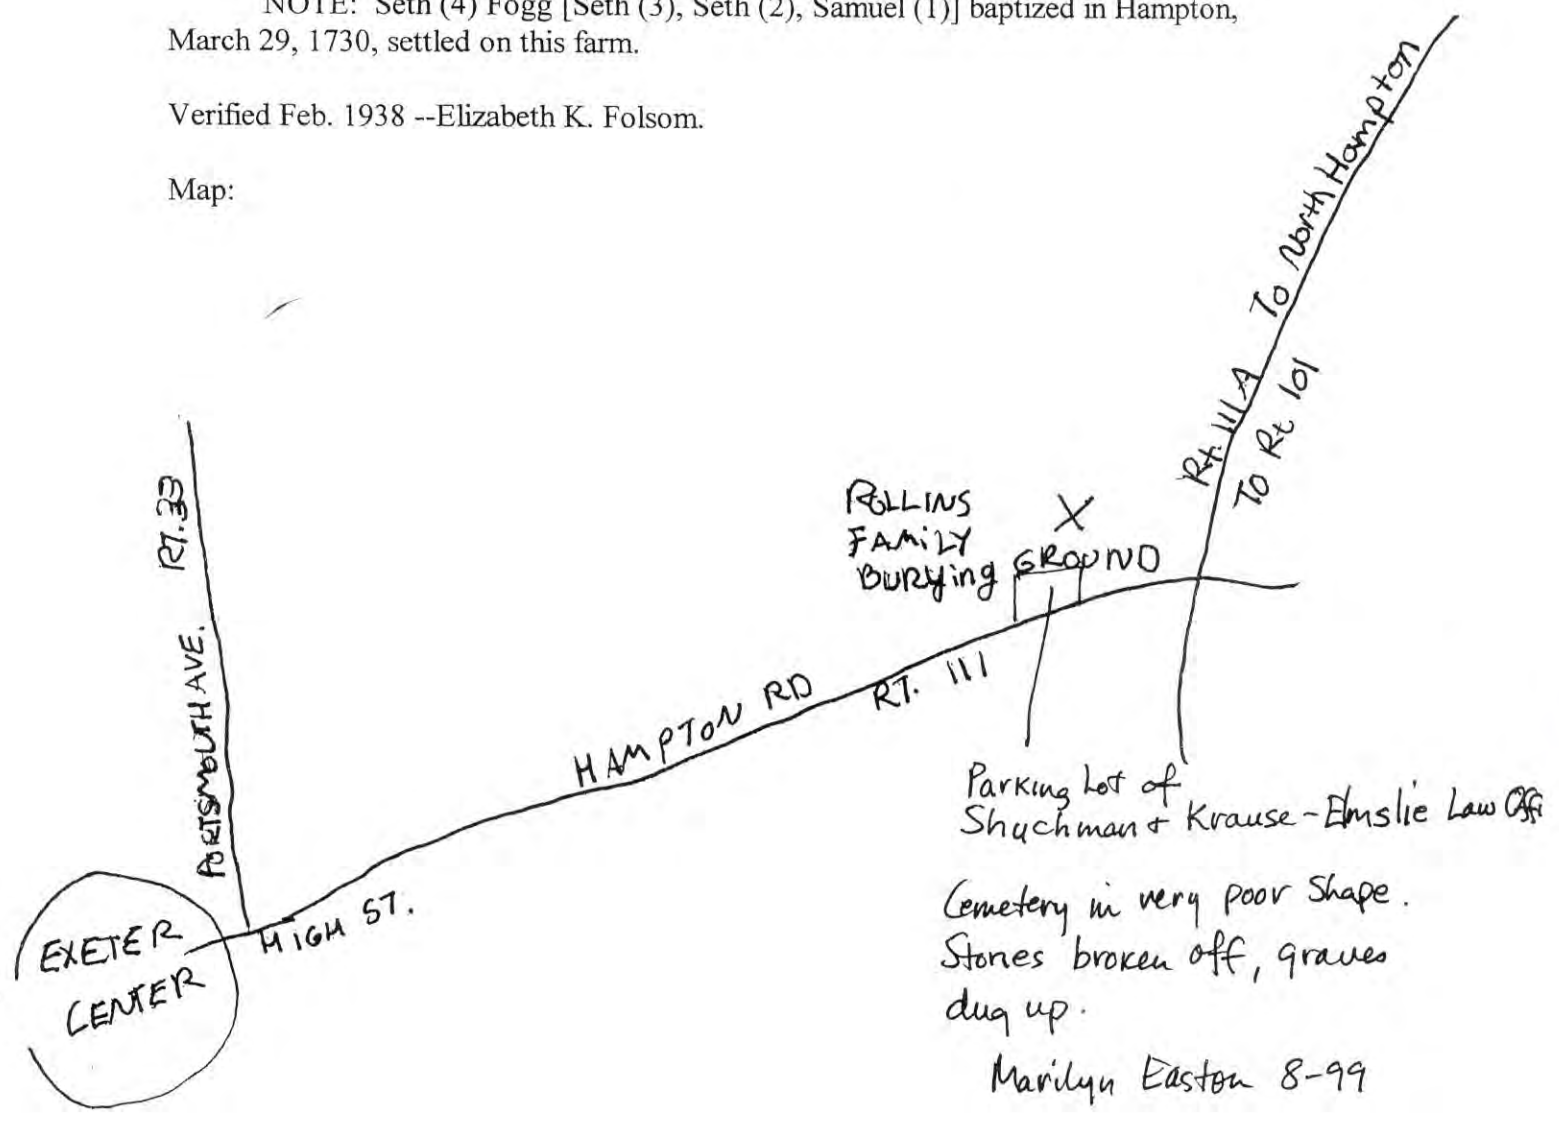 NOTE: Seth (4) Fogg [Seth (3), Seth (2), Samuel (1)] baptized in Hampton,
March 29, 1730, settled on this farm.
Verified Feb. 1938 --Elizabeth K. Folsom.
Map:
To North Hampton
Rt. 111A
To Rt 101
RT. 33
PORTSMOUTH AVE.
ROLLINS
FAMiLY
BURYing GROUND
X
HAMPTON RD
RT. 111
HIGH ST.
EXETER
CENTER
Parking Lot of
Shuchman + Krause-Elmslie Law Off
Cemetery in very poor Shape.
Stones broken off, graves
dug up.
Marilyn Easton 8-99